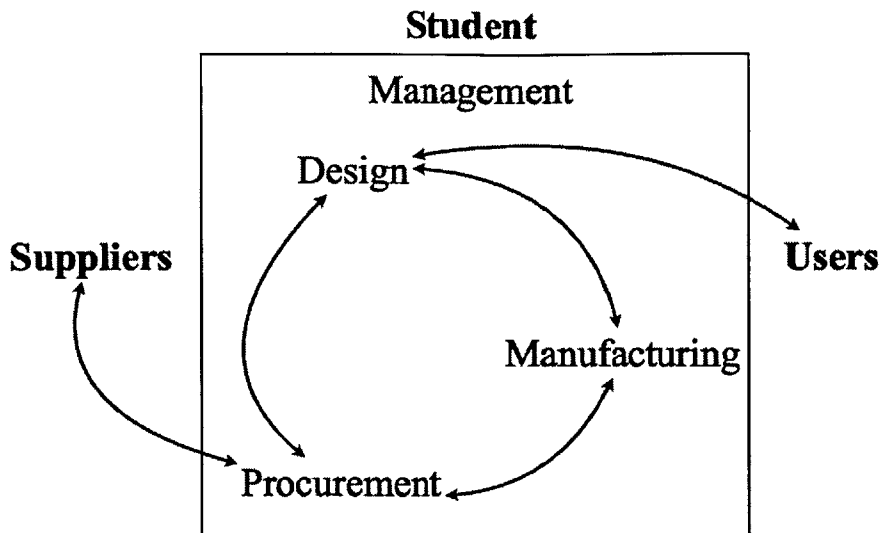 Student
Management
Design
Suppliers
Users
Manufacturing
Procurement